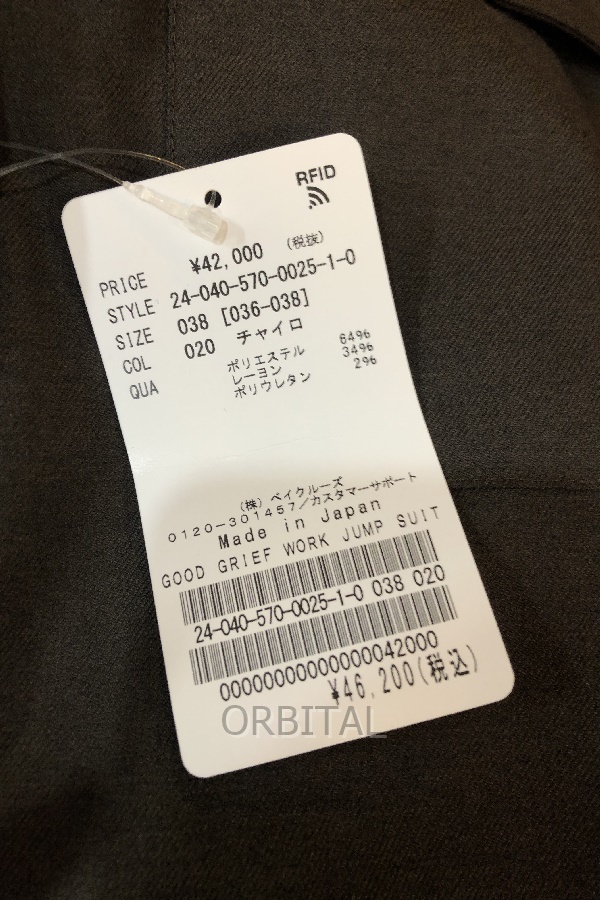 RFID
PRICE ¥42,000 (税抜)
STYLE 24-040-570-0025-1-0
SIZE 038 [036-038]
COL 020 チャイロ
QUA ポリエステル 64%
レーヨン 34%
ポリウレタン 2%
(株) ベイクルーズ
0120-301457/カスタマーサポート
Made in Japan
GOOD GRIEF WORK JUMP SUIT
24-040-570-0025-1-0 038 020
00000000000000042000
¥46,200(税込)
ORBITAL